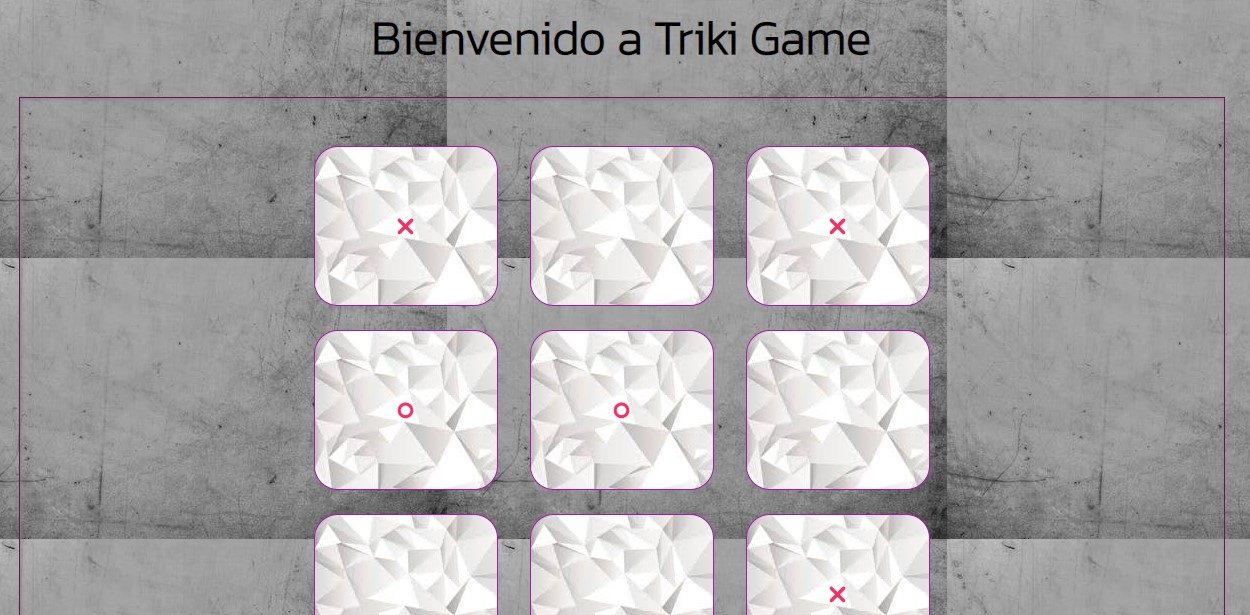 Bienvenido a Triki Game
× ×
○ ○
×